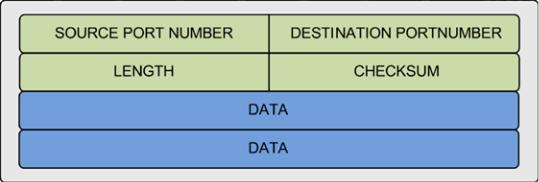 SOURCE PORT NUMBER DESTINATION PORTNUMBER
LENGTH CHECKSUM
DATA
DATA